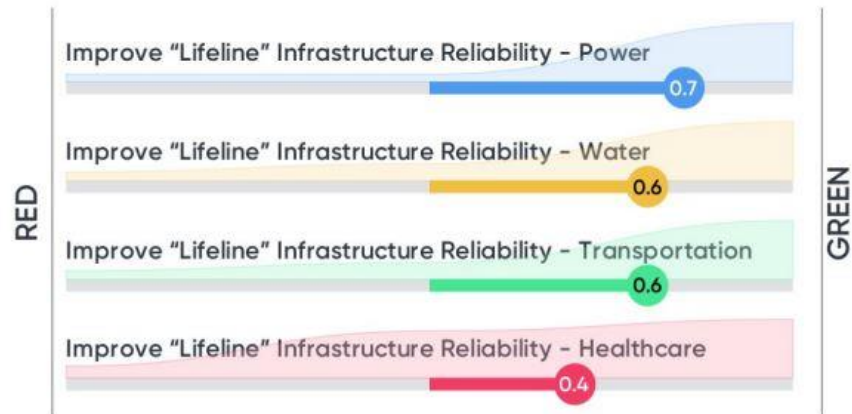 Improve “Lifeline” Infrastructure Reliability - Power
0.7
Improve “Lifeline” Infrastructure Reliability - Water
0.6
RED
GREEN
Improve “Lifeline” Infrastructure Reliability - Transportation
0.6
Improve “Lifeline” Infrastructure Reliability - Healthcare
0.4